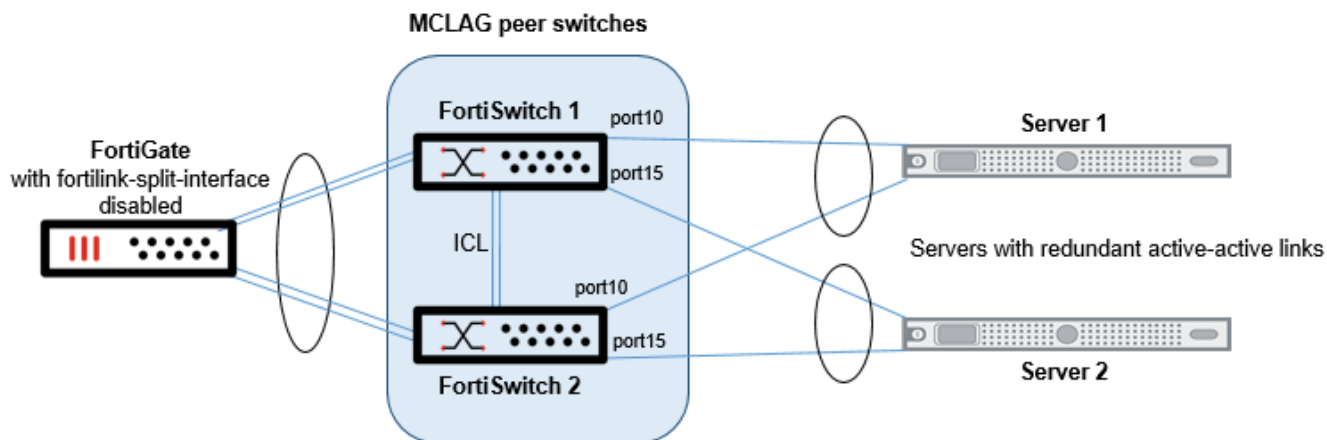 MCLAG peer switches
FortiSwitch 1
port10
port15
FortiGate
with fortilink-split-interface
disabled
ICL
port10
port15
FortiSwitch 2
Server 1
Servers with redundant active-active links
Server 2